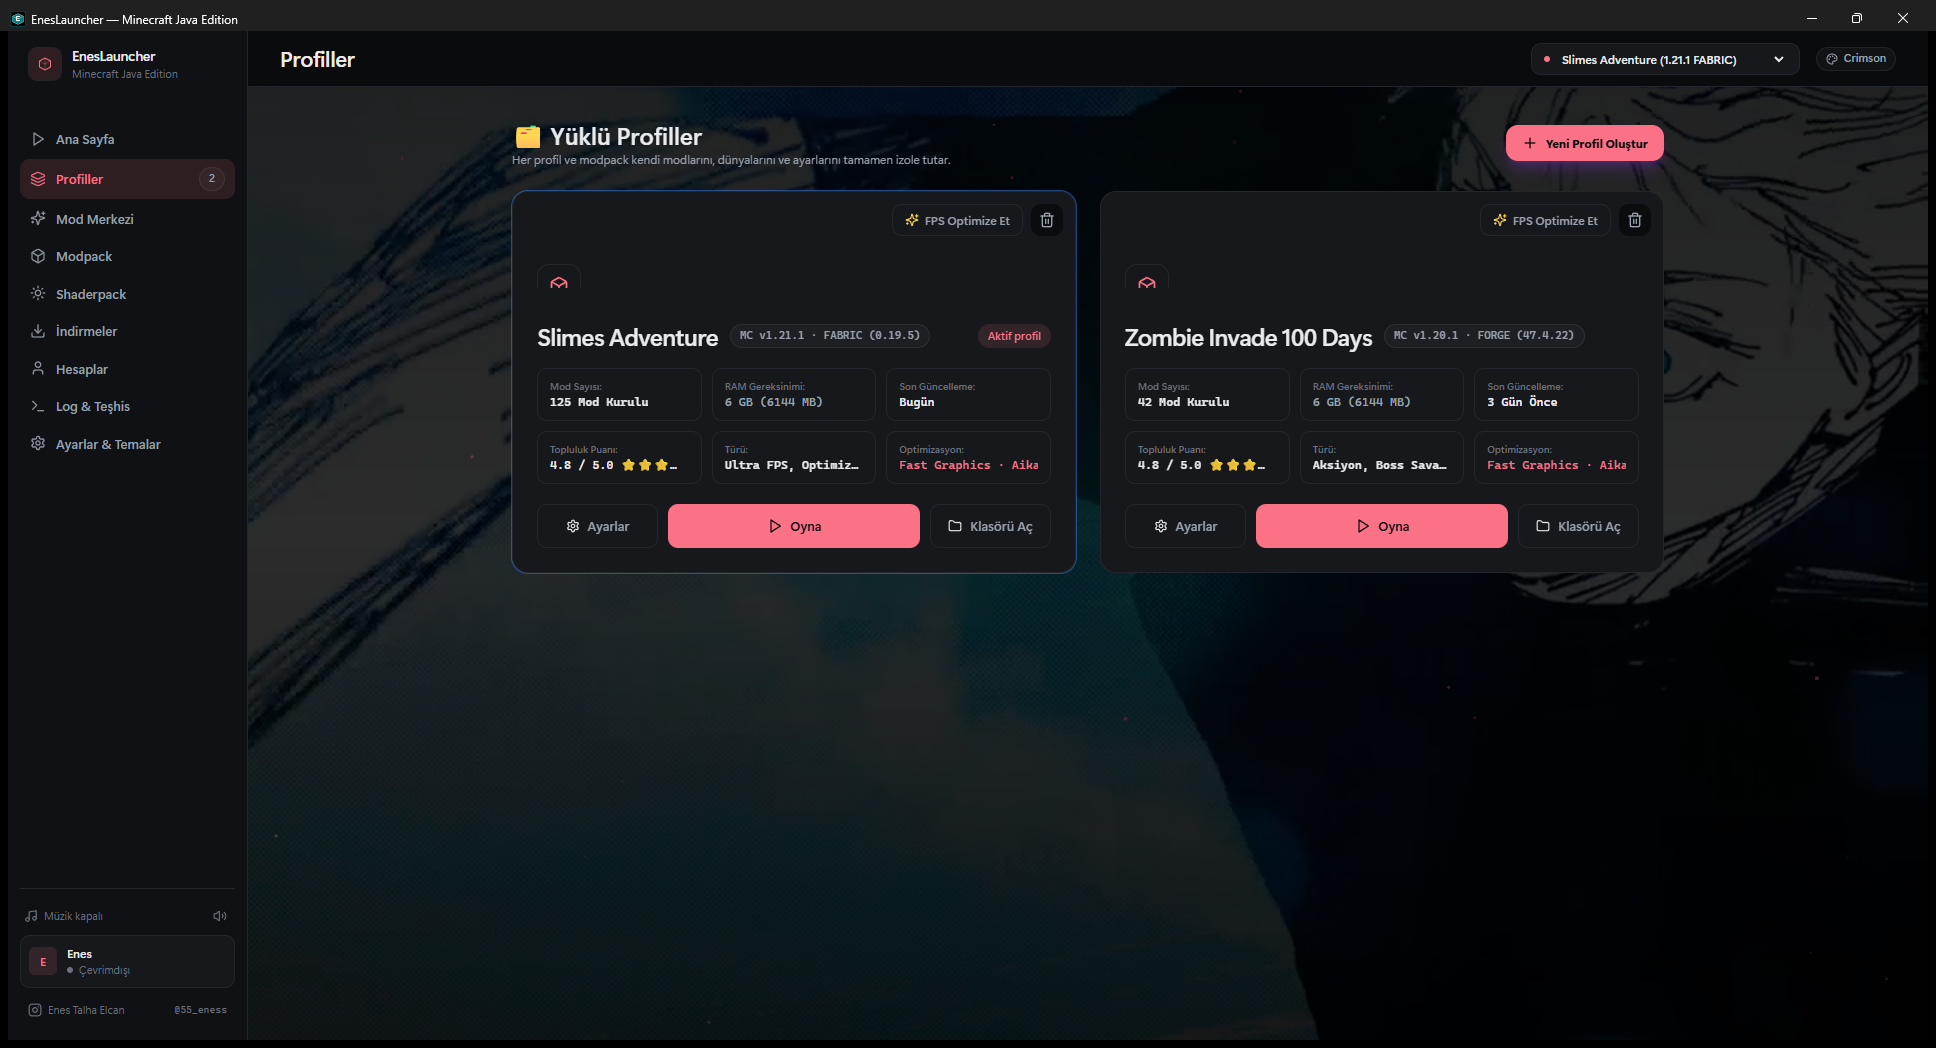 EnesLauncher — Minecraft Java Edition
EnesLauncher
Minecraft Java Edition
Ana Sayfa
Profiller 2
Mod Merkezi
Modpack
Shaderpack
İndirmeler
Hesaplar
Log & Teşhis
Ayarlar & Temalar
Müzik kapalı
E
Enes
Çevrimdışı
Enes Talha Elcan @55_eness
Profiller
Slimes Adventure (1.21.1 FABRIC)
Crimson
Yüklü Profiller
Her profil ve modpack kendi modlarını, dünyalarını ve ayarlarını tamamen izole tutar.
+ Yeni Profil Oluştur
FPS Optimize Et
Slimes Adventure
MC v1.21.1 · FABRIC (0.19.5)
Aktif profil
Mod Sayısı:
125 Mod Kurulu
RAM Gereksinimi:
6 GB (6144 MB)
Son Güncelleme:
Bugün
Topluluk Puanı:
4.8 / 5.0 ⭐⭐⭐…
Türü:
Ultra FPS, Optimiz…
Optimizasyon:
Fast Graphics · Aika
Ayarlar
Oyna
Klasörü Aç
FPS Optimize Et
Zombie Invade 100 Days
MC v1.20.1 · FORGE (47.4.22)
Mod Sayısı:
42 Mod Kurulu
RAM Gereksinimi:
6 GB (6144 MB)
Son Güncelleme:
3 Gün Önce
Topluluk Puanı:
4.8 / 5.0 ⭐⭐⭐…
Türü:
Aksiyon, Boss Sava…
Optimizasyon:
Fast Graphics · Aika
Ayarlar
Oyna
Klasörü Aç